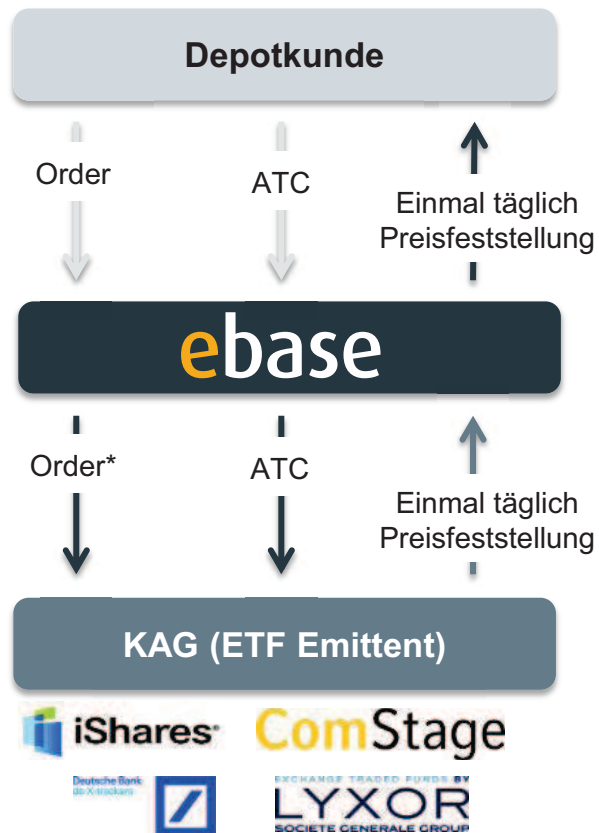 Depotkunde
Order
ATC
Einmal täglich
Preisfeststellung
ebase
Order*
ATC
Einmal täglich
Preisfeststellung
KAG (ETF Emittent)
iShares®
ComStage
Deutsche Bank
db X-trackers
EXCHANGE TRADED FUNDS BY
LYXOR
SOCIETE GENERALE GROUP